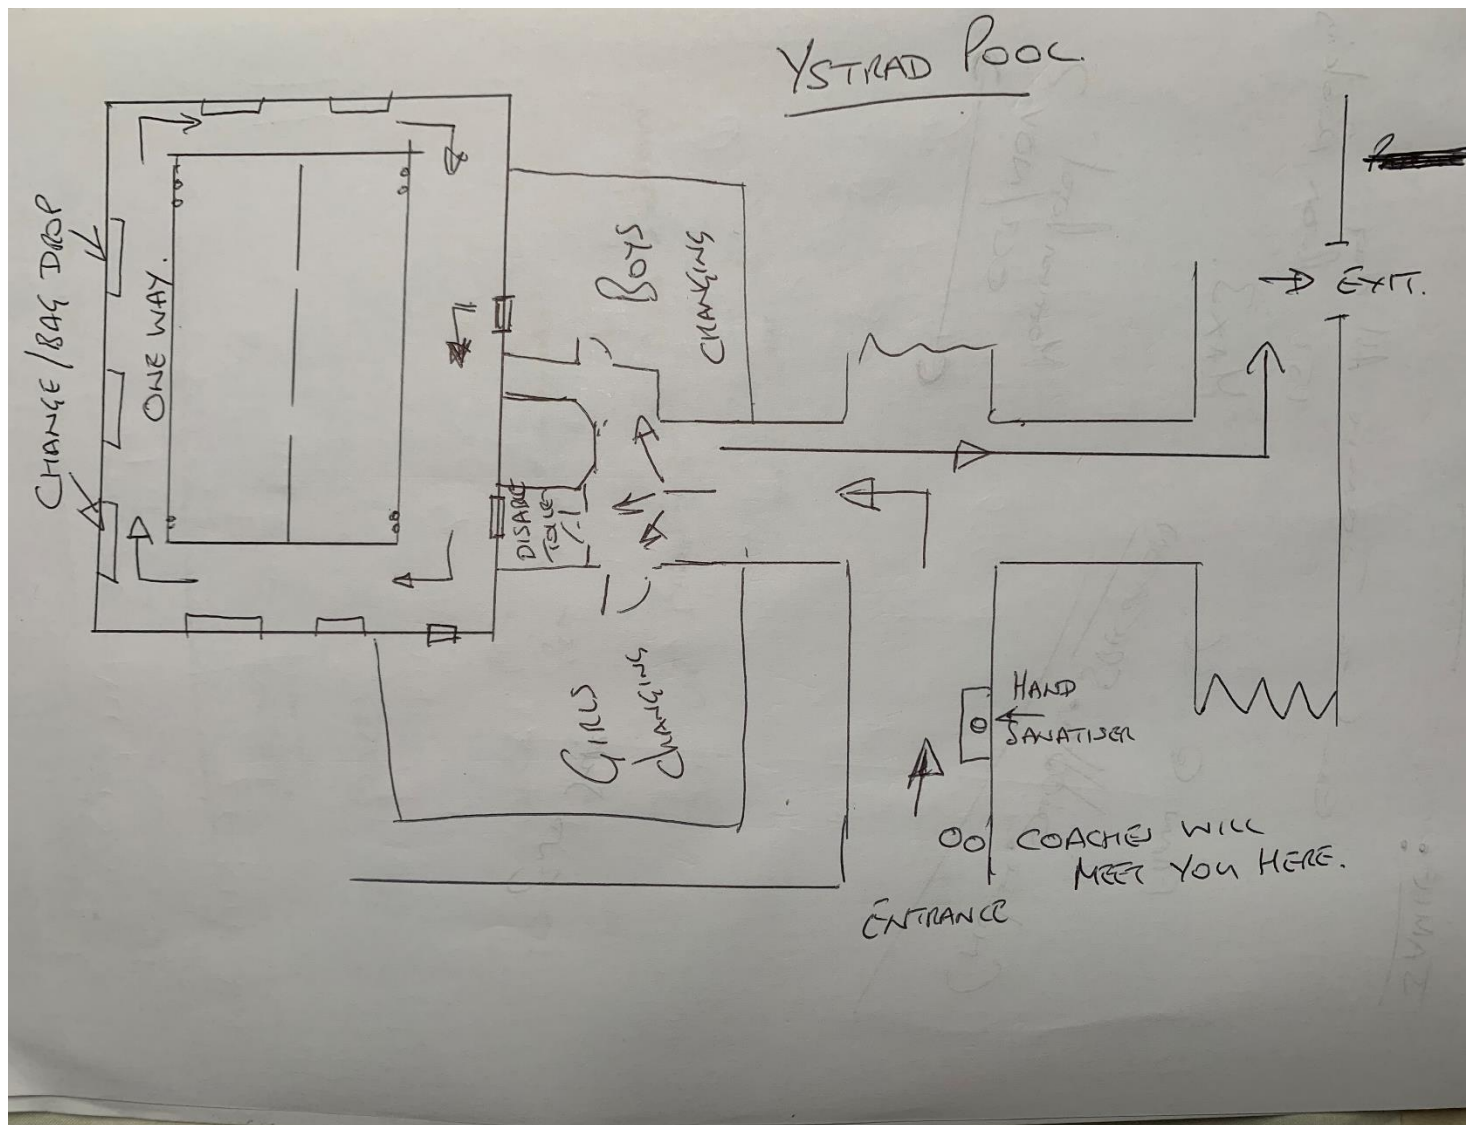 YSTRAD POOL.
CHANGE/BAG DROP
ONE WAY.
BOYS
CHANGING
EXIT.
DISABLE
TOILET
GIRLS
CHANGING
HAND
SANATISER
COACHES WILL
MEET YOU HERE.
ENTRANCE